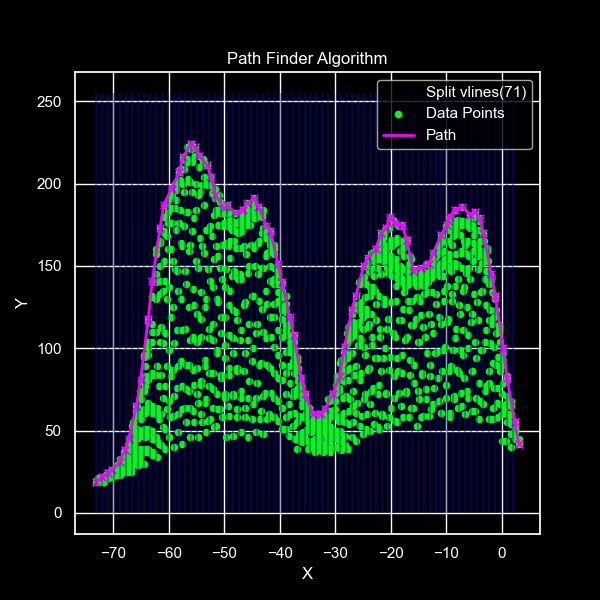 Path Finder Algorithm
Split vlines(71)
Data Points
Path
250
200
150
100
50
0
Y
−70 −60 −50 −40 −30 −20 −10 0
X